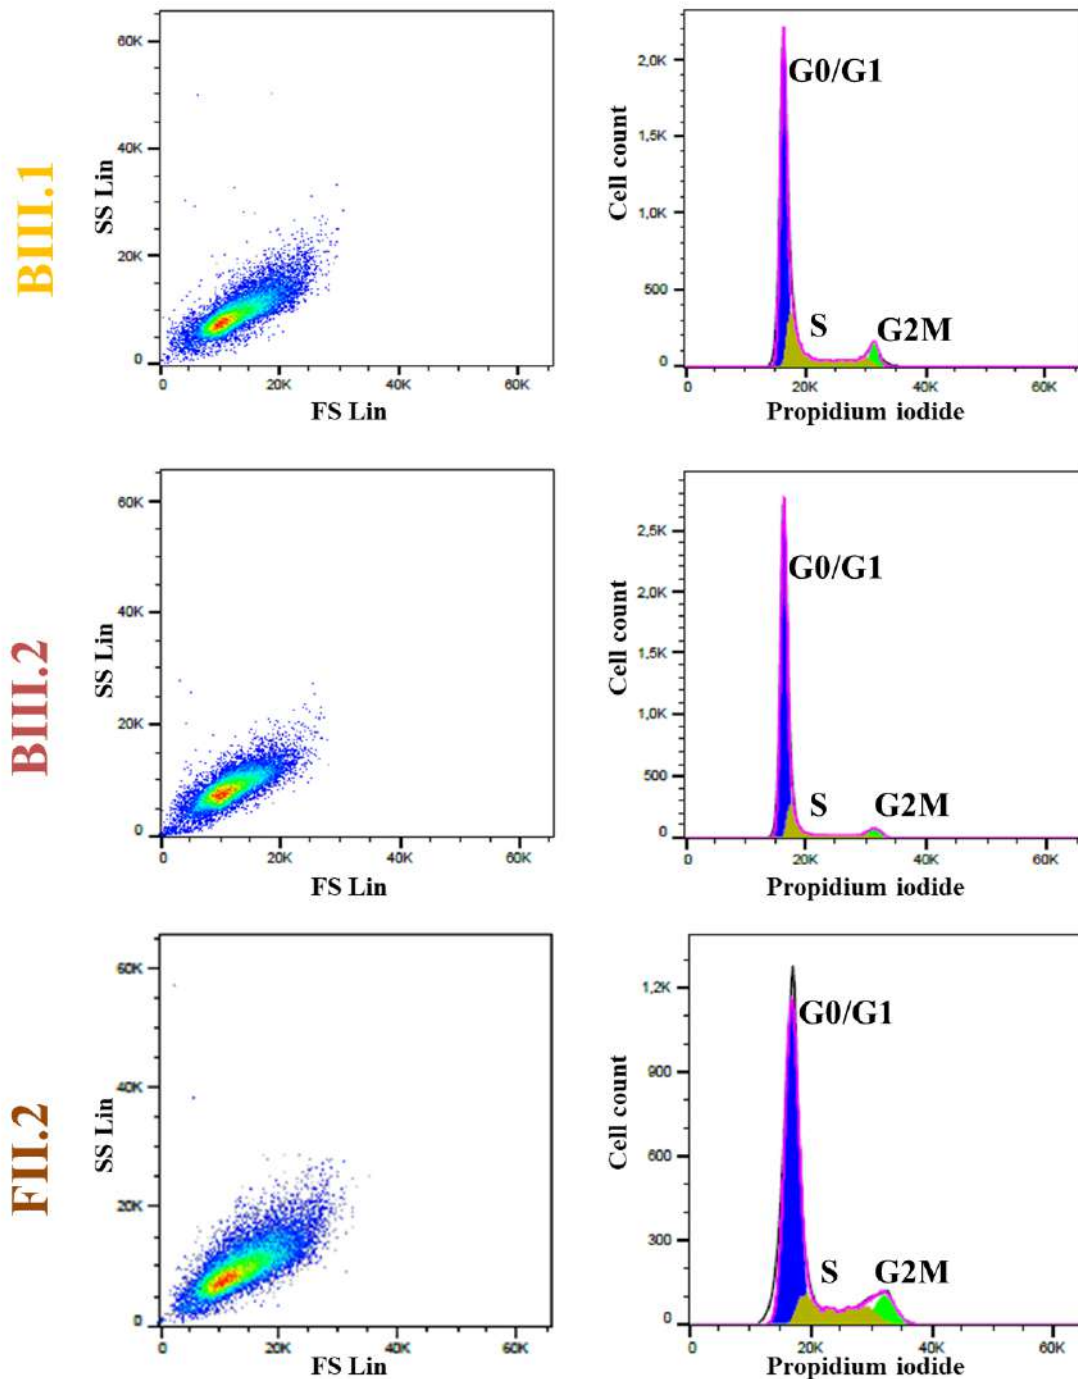 BIII.1
SS Lin
60K
40K
20K
0
0 20K 40K 60K
FS Lin
Cell count
2,0K
1,5K
1,0K
500
0
G0/G1
S
G2M
0 20K 40K 60K
Propidium iodide
BIII.2
SS Lin
60K
40K
20K
0
0 20K 40K 60K
FS Lin
Cell count
2,5K
2,0K
1,5K
1,0K
500
0
G0/G1
S
G2M
0 20K 40K 60K
Propidium iodide
FII.2
SS Lin
60K
40K
20K
0
0 20K 40K 60K
FS Lin
Cell count
1,2K
900
600
300
0
G0/G1
S
G2M
0 20K 40K 60K
Propidium iodide